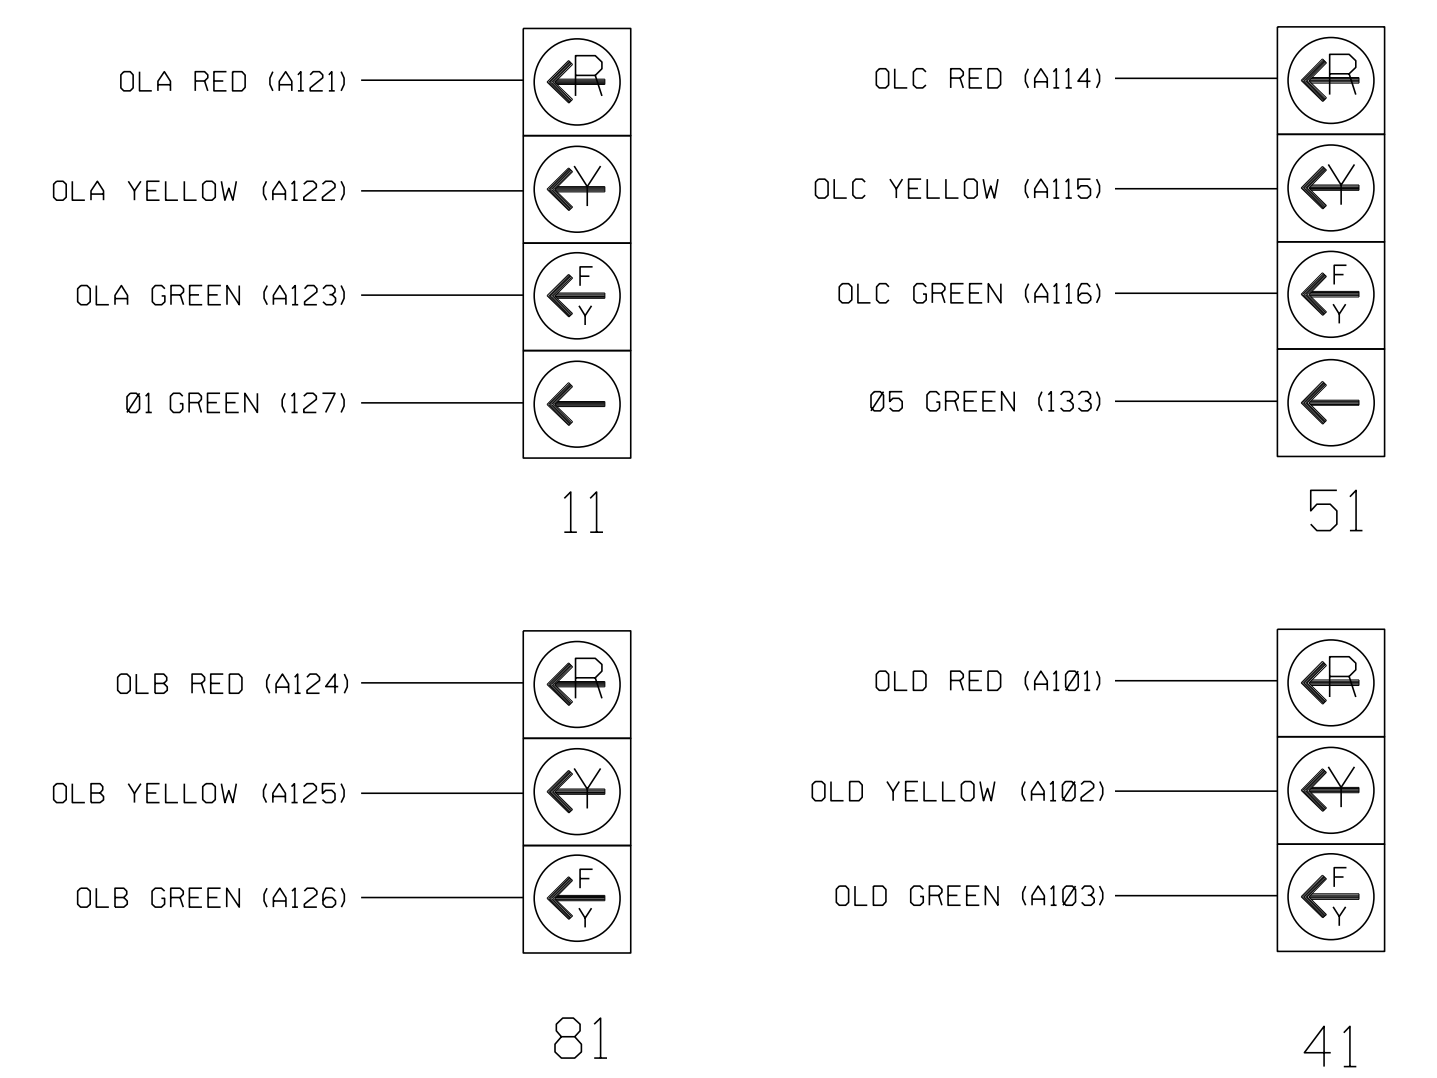 OLA RED (A121)
R
OLA YELLOW (A122)
Y
OLA GREEN (A123)
F
Y
Ø1 GREEN (127)
11
OLC RED (A114)
R
OLC YELLOW (A115)
Y
OLC GREEN (A116)
F
Y
Ø5 GREEN (133)
51
OLB RED (A124)
R
OLB YELLOW (A125)
Y
OLB GREEN (A126)
F
Y
81
OLD RED (A1Ø1)
R
OLD YELLOW (A1Ø2)
Y
OLD GREEN (A1Ø3)
F
Y
41